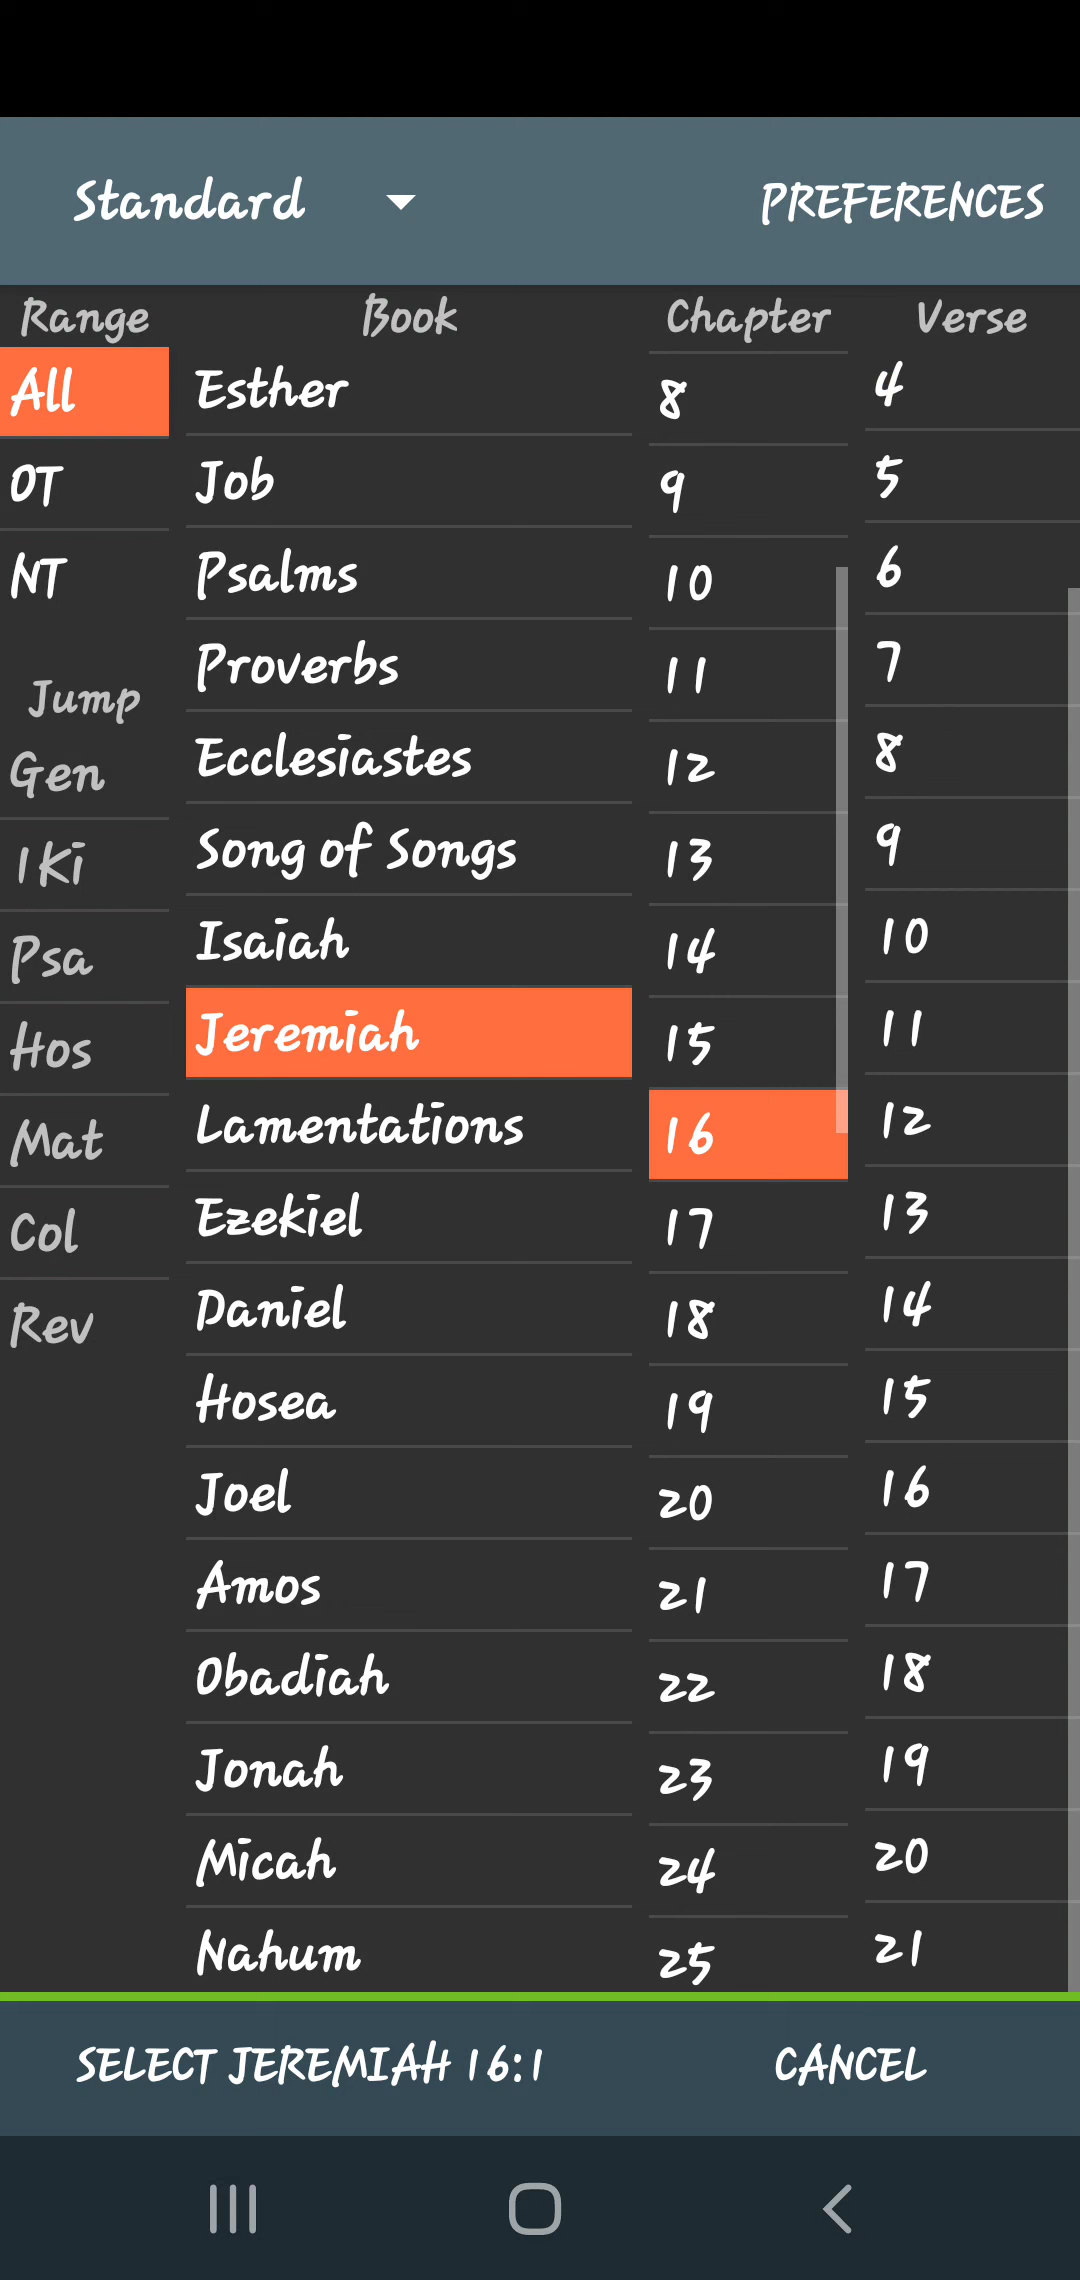 Standard
PREFERENCES
Range
Book
Chapter
Verse
All
OT
NT
Jump
Gen
1Ki
Psa
Hos
Mat
Col
Rev
Esther
Job
Psalms
Proverbs
Ecclesiastes
Song of Songs
Isaiah
Jeremiah
Lamentations
Ezekiel
Daniel
Hosea
Joel
Amos
Obadiah
Jonah
Micah
Nahum
8
9
10
11
12
13
14
15
16
17
18
19
20
21
22
23
24
25
4
5
6
7
8
9
10
11
12
13
14
15
16
17
18
19
20
21
SELECT JEREMIAH 16:1
CANCEL